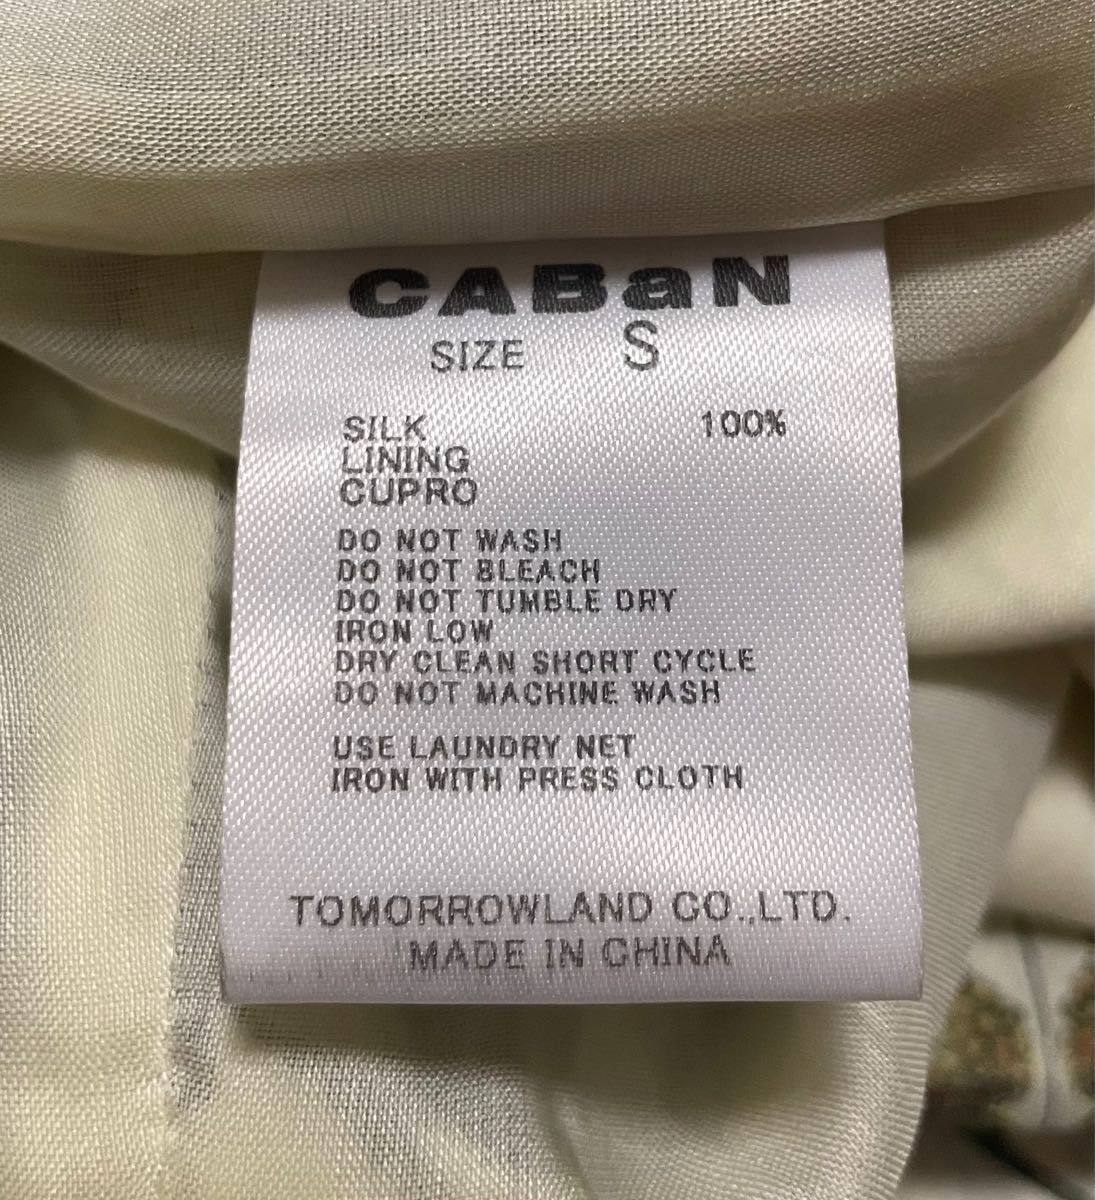 CABaN
SIZE S
SILK 100%
LINING
CUPRO
DO NOT WASH
DO NOT BLEACH
DO NOT TUMBLE DRY
IRON LOW
DRY CLEAN SHORT CYCLE
DO NOT MACHINE WASH
USE LAUNDRY NET
IRON WITH PRESS CLOTH
TOMORROWLAND CO.,LTD.
MADE IN CHINA